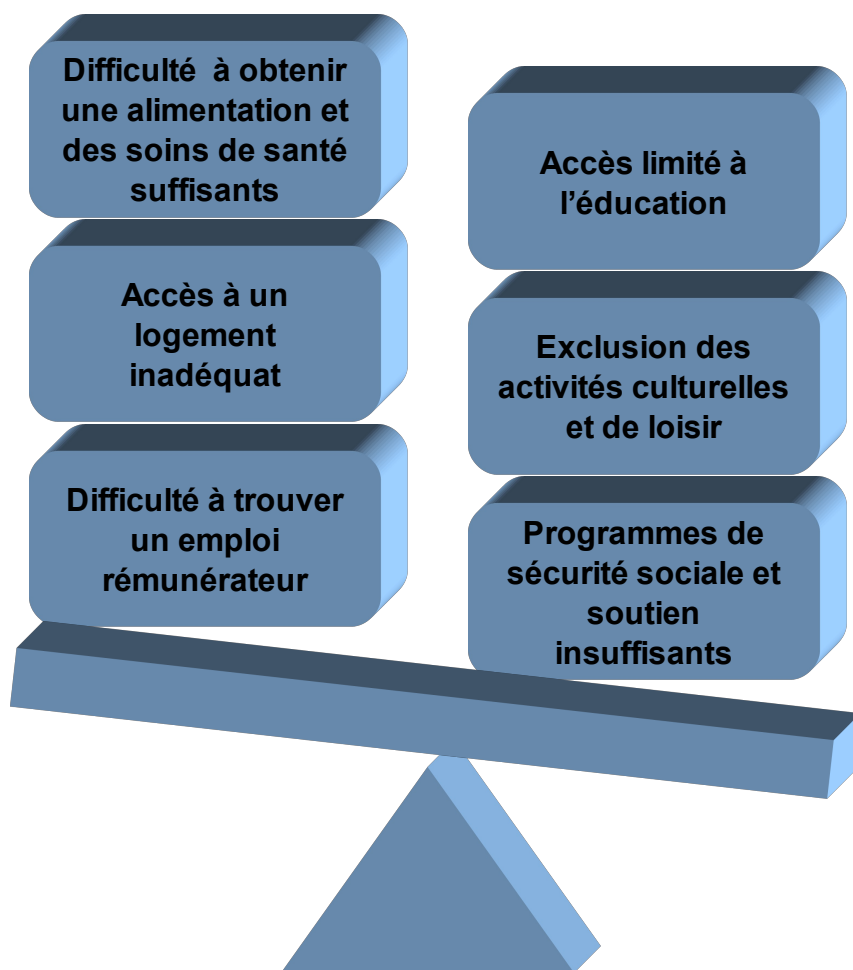 Difficulté à obtenir
une alimentation et
des soins de santé
suffisants
Accès à un
logement
inadéquat
Difficulté à trouver
un emploi
rémunérateur
Accès limité à
l’éducation
Exclusion des
activités culturelles
et de loisir
Programmes de
sécurité sociale et
soutien
insuffisants